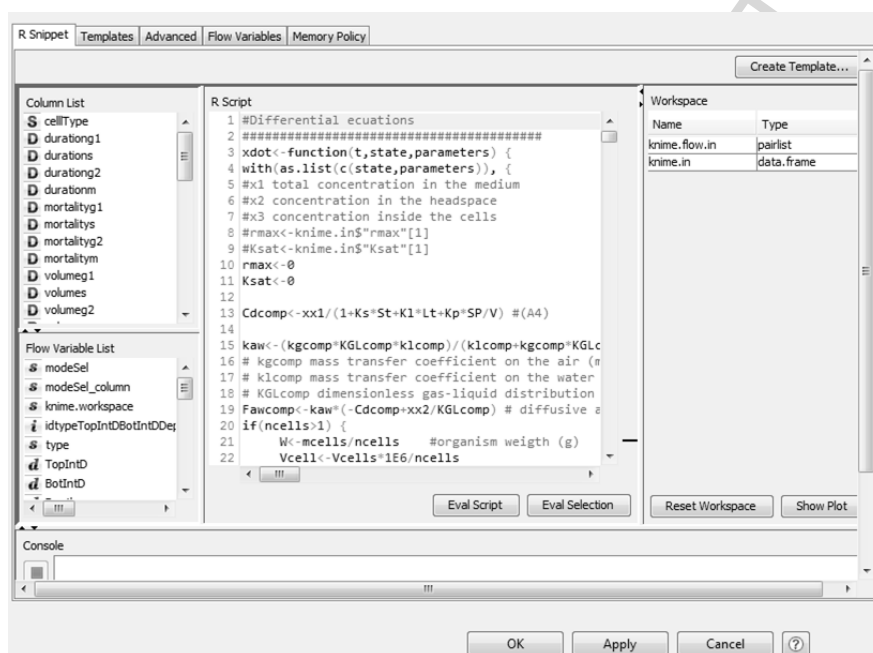 R Snippet Templates Advanced Flow Variables Memory Policy
Create Template...
Column List
S cellType
D durationg1
D durations
D durationg2
D durationm
D mortalityg1
D mortalitys
D mortalityg2
D mortalitym
D volumeg1
D volumes
D volumeg2
Flow Variable List
s modeSel
s modeSel_column
s knime.workspace
i idtypeTopIntDBotIntDDep
s type
d TopIntD
d BotIntD
R Script
1 #Differential ecuations
2 ########################################
3 xdot<-function(t,state,parameters) {
4 with(as.list(c(state,parameters)), {
5 #x1 total concentration in the medium
6 #x2 concentration in the headspace
7 #x3 concentration inside the cells
8 #rmax<-knime.in$"rmax"[1]
9 #Ksat<-knime.in$"Ksat"[1]
10 rmax<-0
11 Ksat<-0
12
13 Cdcomp<-xx1/(1+Ks*St+Kl*Lt+Kp*SP/V) #(A4)
14
15 kaw<-(kgcomp*KGLcomp*klcomp)/(klcomp+kgcomp*KGLc
16 # kgcomp mass transfer coefficient on the air (m
17 # klcomp mass transfer coefficient on the water
18 # KGLcomp dimensionless gas-liquid distribution
19 Fawcomp<-kaw*(-Cdcomp+xx2/KGLcomp) # diffusive a
20 if(ncells>1) {
21 W<-mcells/ncells #organism weigth (g)
22 Vcell<-Vcells*1E6/ncells
Eval Script Eval Selection
Workspace
Name Type
knime.flow.in pairlist
knime.in data.frame
Reset Workspace Show Plot
Console
OK Apply Cancel ?